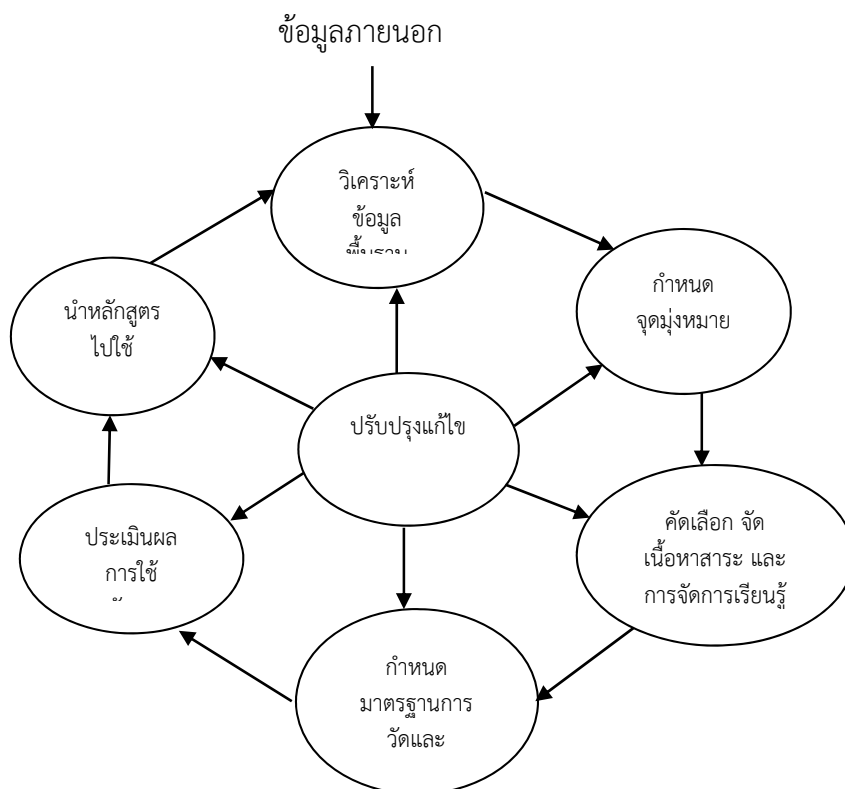 ข้อมูลภายนอก
วิเคราะห์
ข้อมูล
พื้นฐาน
กำหนด
จุดมุ่งหมาย
นำหลักสูตร
ไปใช้
ปรับปรุงแก้ไข
คัดเลือก จัด
เนื้อหาสาระ และ
การจัดการเรียนรู้
ประเมินผล
การใช้
กำหนด
มาตรฐานการ
วัดและ